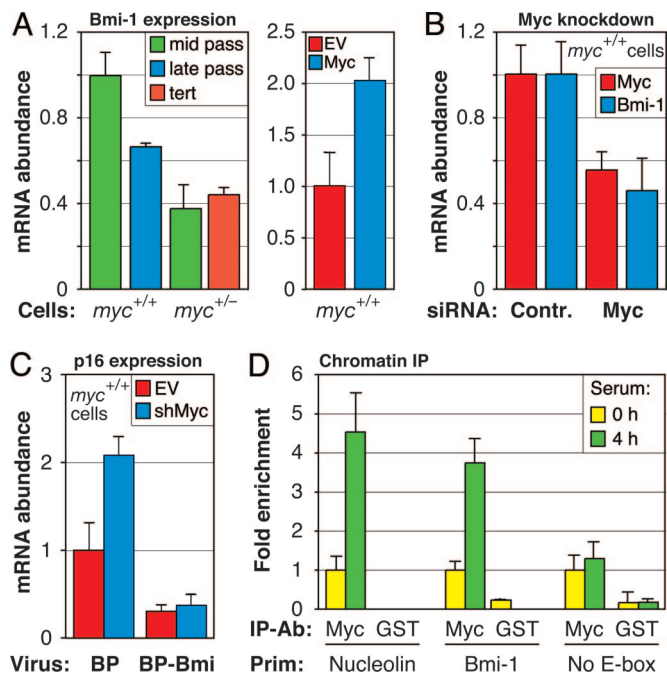 A
Bmi-1 expression
mRNA abundance
1.2
0.8
0.4
0
mid pass
late pass
tert
Cells:
myc+/+
myc+/−
2.5
2.0
1.5
1.0
0.5
0
EV
Myc
myc+/+
B
Myc knockdown
mRNA abundance
1.2
0.8
0.4
0
myc+/+ cells
Myc
Bmi-1
siRNA:
Contr.
Myc
C
p16 expression
mRNA abundance
3
2
1
0
myc+/+
cells
EV
shMyc
Virus:
BP
BP-Bmi
D
Chromatin IP
Fold enrichment
6
5
4
3
2
1
0
Serum:
0 h
4 h
IP-Ab: Myc GST Myc GST Myc GST
Prim: Nucleolin Bmi-1 No E-box